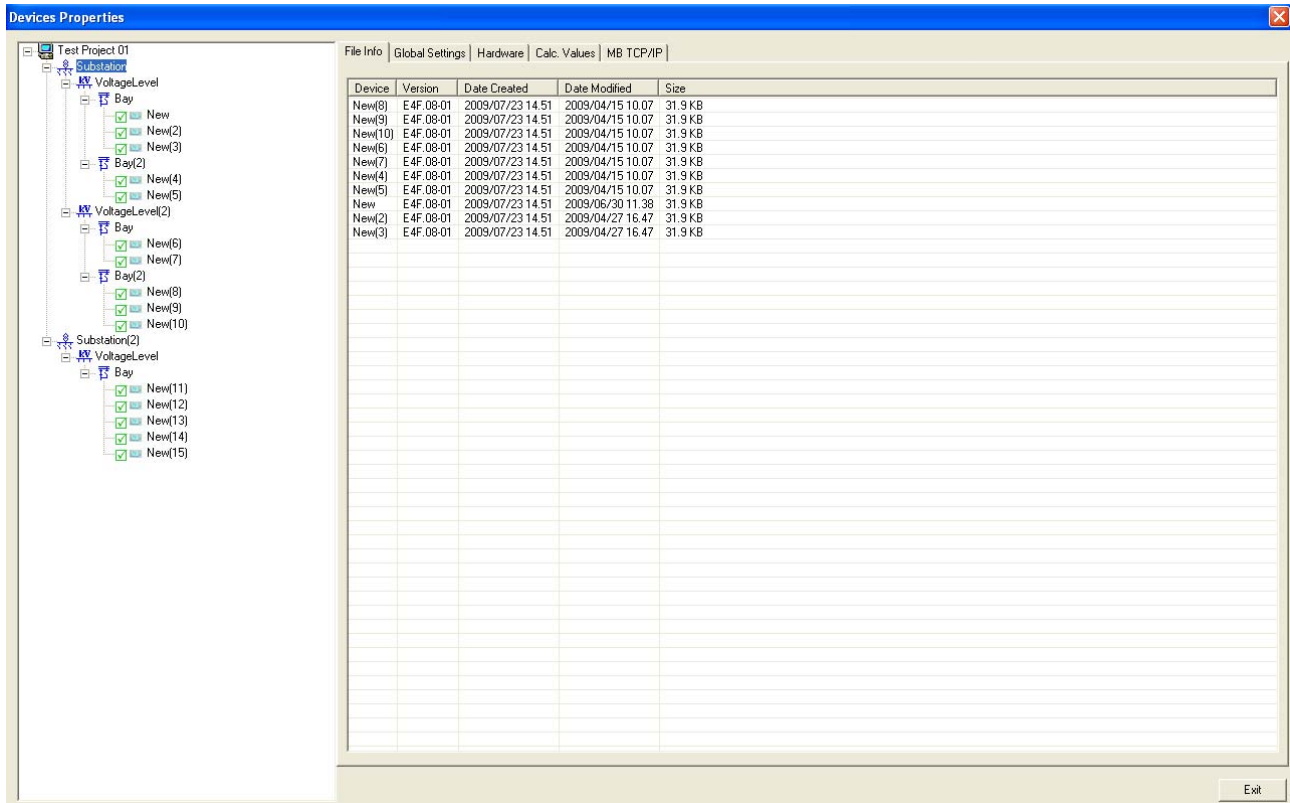 Devices Properties
Test Project 01
Substation
VoltageLevel
Bay
New
New(2)
New(3)
Bay(2)
New(4)
New(5)
VoltageLevel(2)
Bay
New(6)
New(7)
Bay(2)
New(8)
New(9)
New(10)
Substation(2)
VoltageLevel
Bay
New(11)
New(12)
New(13)
New(14)
New(15)
File Info Global Settings Hardware Calc. Values MB TCP/IP
Device Version Date Created Date Modified Size
New(8) E4F.08-01 2009/07/23 14.51 2009/04/15 10.07 31.9 KB
New(9) E4F.08-01 2009/07/23 14.51 2009/04/15 10.07 31.9 KB
New(10) E4F.08-01 2009/07/23 14.51 2009/04/15 10.07 31.9 KB
New(6) E4F.08-01 2009/07/23 14.51 2009/04/15 10.07 31.9 KB
New(7) E4F.08-01 2009/07/23 14.51 2009/04/15 10.07 31.9 KB
New(4) E4F.08-01 2009/07/23 14.51 2009/04/15 10.07 31.9 KB
New(5) E4F.08-01 2009/07/23 14.51 2009/04/15 10.07 31.9 KB
New E4F.08-01 2009/07/23 14.51 2009/06/30 11.38 31.9 KB
New(2) E4F.08-01 2009/07/23 14.51 2009/04/27 16.47 31.9 KB
New(3) E4F.08-01 2009/07/23 14.51 2009/04/27 16.47 31.9 KB
Exit